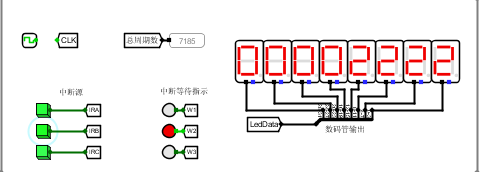 CLK
总周期数 7185
00002222
中断源
中断等待指示
IRA
W1
IRB
W2
IRC
W3
LedData
数码管输出